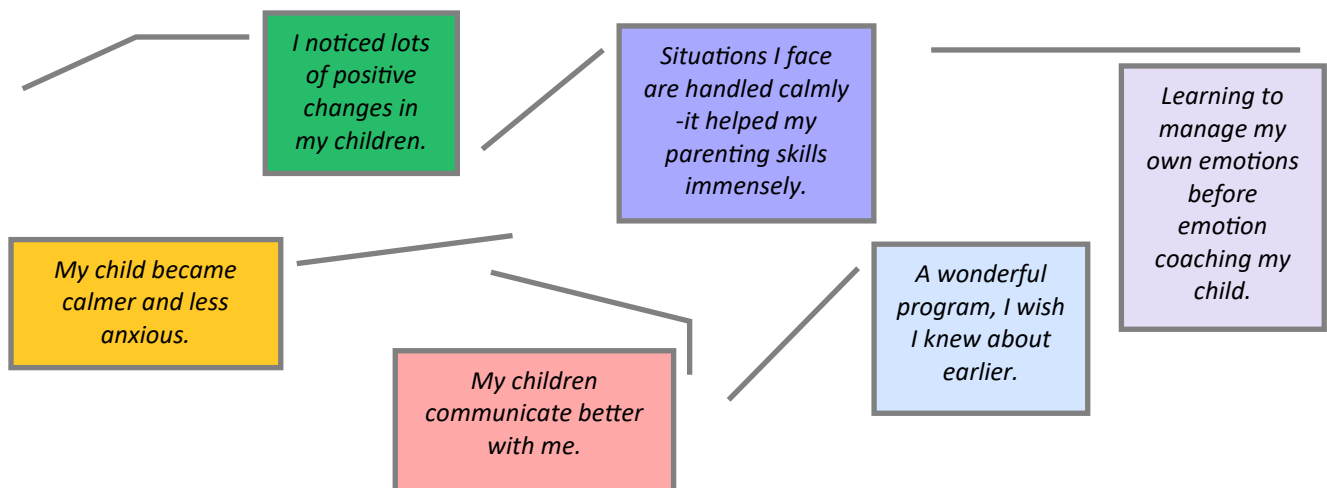 I noticed lots
of positive
changes in
my children.
Situations I face
are handled calmly
-it helped my
parenting skills
immensely.
Learning to
manage my
own emotions
before
emotion
coaching my
child.
My child became
calmer and less
anxious.
A wonderful
program, I wish
I knew about
earlier.
My children
communicate better
with me.